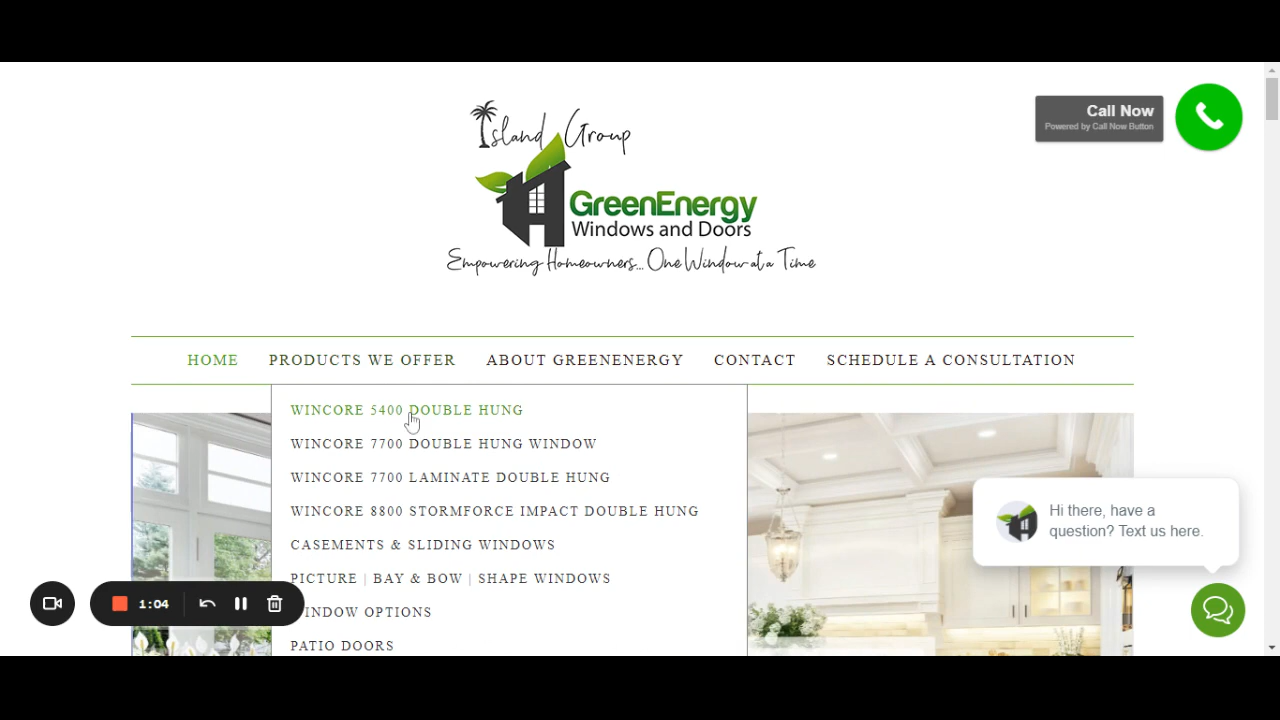 Island Group
GreenEnergy
Windows and Doors
Empowering Homeowners... One Window at a Time
Call Now
Powered by Call Now Button
HOME PRODUCTS WE OFFER ABOUT GREENENERGY CONTACT SCHEDULE A CONSULTATION
WINCORE 5400 DOUBLE HUNG
WINCORE 7700 DOUBLE HUNG WINDOW
WINCORE 7700 LAMINATE DOUBLE HUNG
WINCORE 8800 STORMFORCE IMPACT DOUBLE HUNG
CASEMENTS & SLIDING WINDOWS
PICTURE | BAY & BOW | SHAPE WINDOWS
INDOW OPTIONS
PATIO DOORS
Hi there, have a
question? Text us here.
1:04